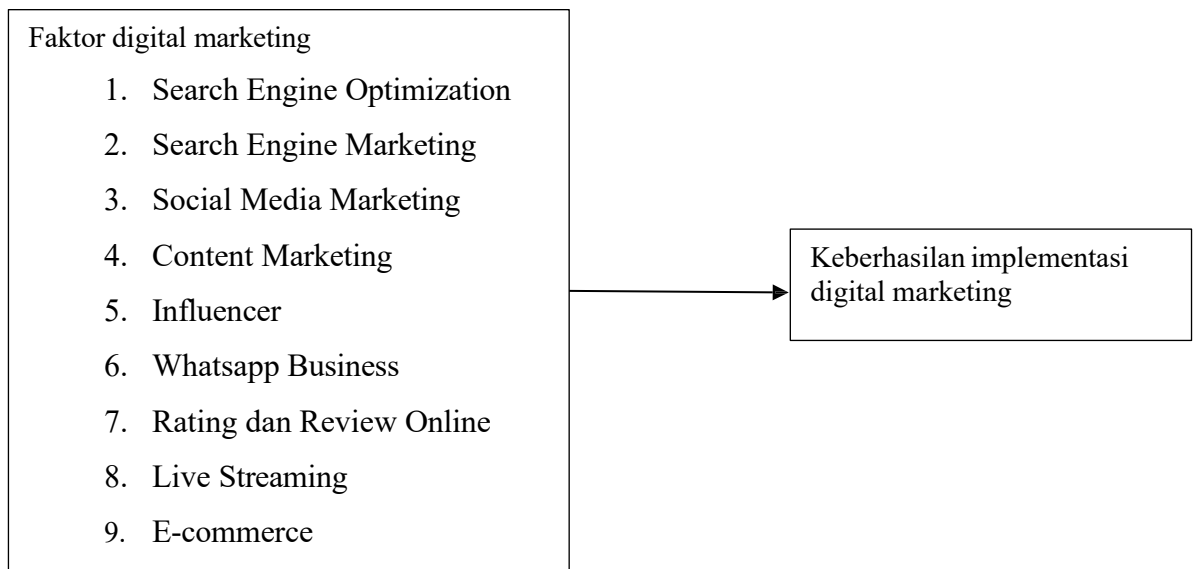 Faktor digital marketing
1. Search Engine Optimization
2. Search Engine Marketing
3. Social Media Marketing
4. Content Marketing
5. Influencer
6. Whatsapp Business
7. Rating dan Review Online
8. Live Streaming
9. E-commerce
Keberhasilan implementasi
digital marketing